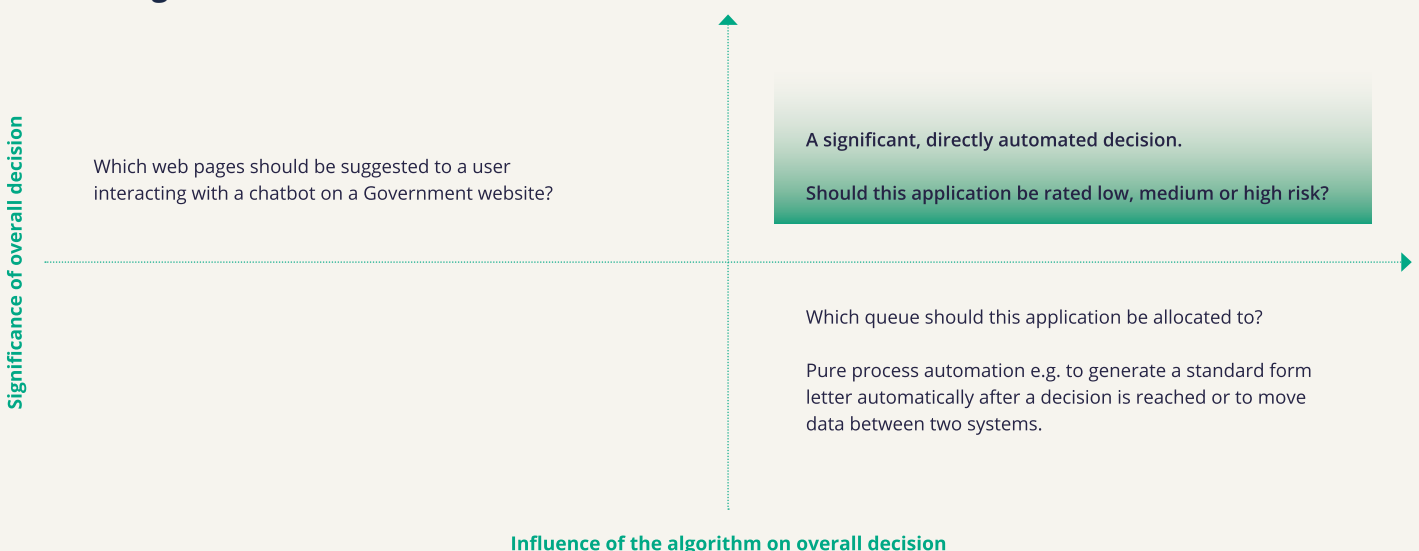 Significance of overall decision
Which web pages should be suggested to a user
interacting with a chatbot on a Government website?
A significant, directly automated decision.
Should this application be rated low, medium or high risk?
Which queue should this application be allocated to?
Pure process automation e.g. to generate a standard form
letter automatically after a decision is reached or to move
data between two systems.
Influence of the algorithm on overall decision